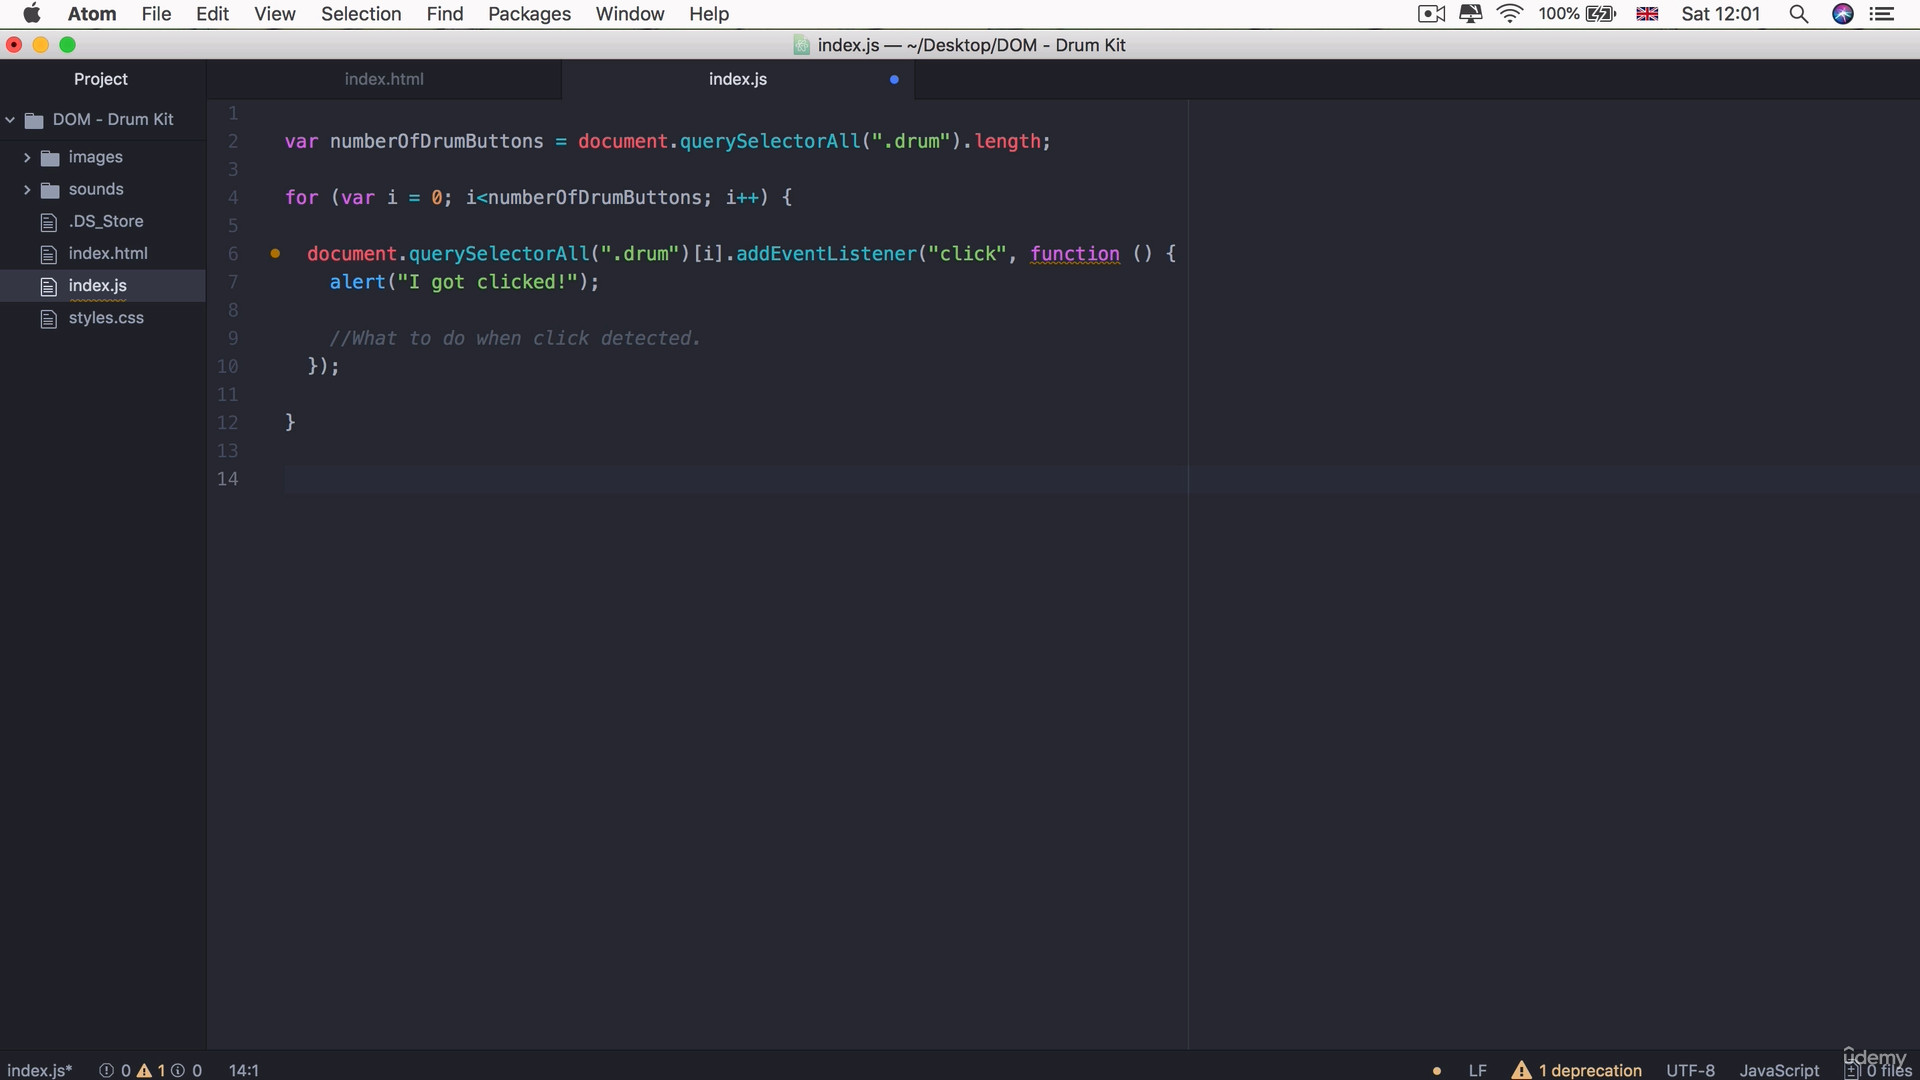 Atom File Edit View Selection Find Packages Window Help 100% Sat 12:01
index.js — ~/Desktop/DOM - Drum Kit
Project index.html index.js
DOM - Drum Kit
images
sounds
.DS_Store
index.html
index.js
styles.css
1
2 var numberOfDrumButtons = document.querySelectorAll(".drum").length;
3
4 for (var i = 0; i<numberOfDrumButtons; i++) {
5
6 document.querySelectorAll(".drum")[i].addEventListener("click", function () {
7 alert("I got clicked!");
8
9 //What to do when click detected.
10 });
11
12 }
13
14
index.js* 0 1 0 14:1 LF 1 deprecation UTF-8 JavaScript 0 files
ûdemy